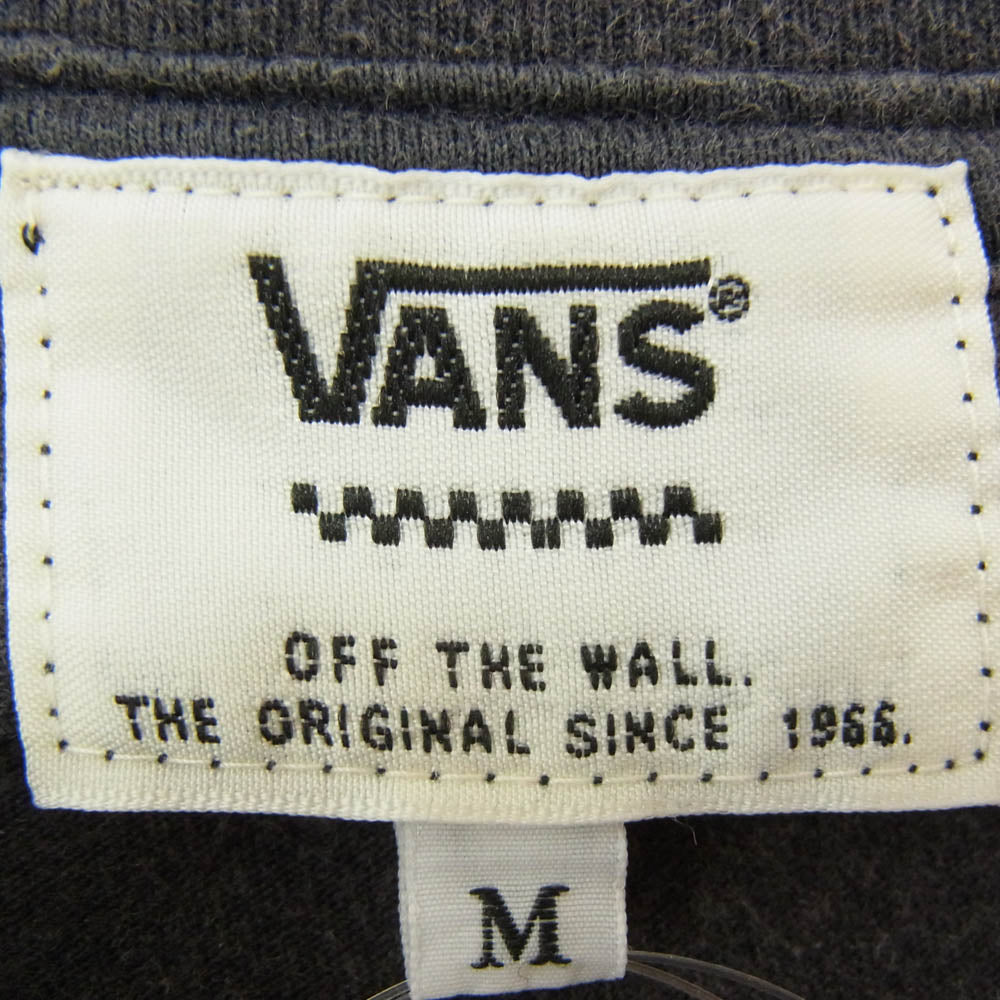 VANS®
OFF THE WALL.
THE ORIGINAL SINCE 1966.
M